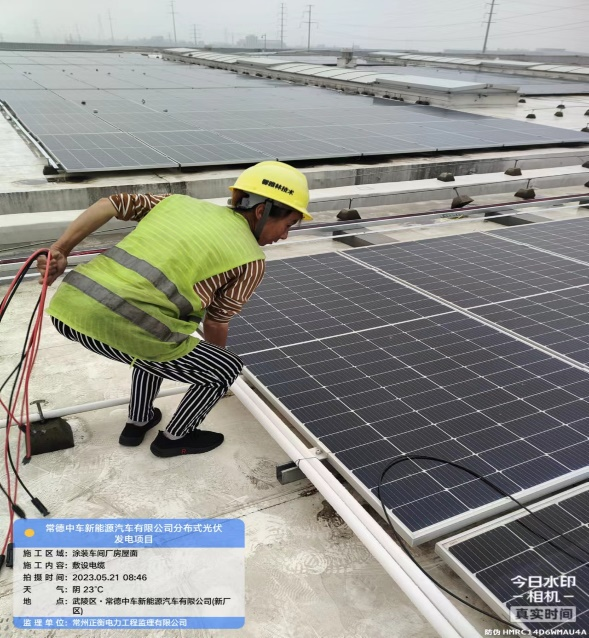 常德中车新能源汽车有限公司分布式光伏
发电项目
施工区域: 涂装车间厂房屋面
施工内容: 敷设电缆
拍摄时间: 2023.05.21 08:46
天 气: 阴 23°C
地 点: 武陵区·常德中车新能源汽车有限公司(新厂
区)
监理单位: 常州正衡电力工程监理有限公司
今日水印
相机
真实时间
防伪 HMRC14D6WMAU4A